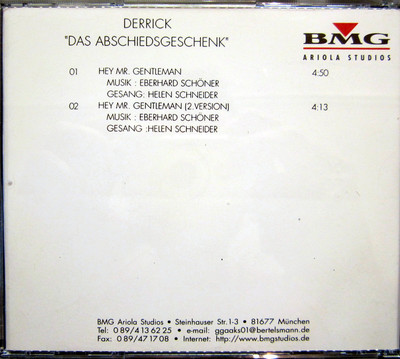 DERRICK
"DAS ABSCHIEDSGESCHENK"
BMG
ARIOLA STUDIOS
01 HEY MR. GENTLEMAN 4:50
MUSIK : EBERHARD SCHÖNER
GESANG: HELEN SCHNEIDER
02 HEY MR. GENTLEMAN (2.VERSION) 4:13
MUSIK : EBERHARD SCHÖNER
GESANG :HELEN SCHNEIDER
BMG Ariola Studios • Steinhauser Str.1-3 • 81677 München
Tel: 0 89/4 13 62 25 • e-mail: ggaaks01@bertelsmann.de
Fax: 0 89/47 17 08 • Internet: http://www.bmgstudios.de